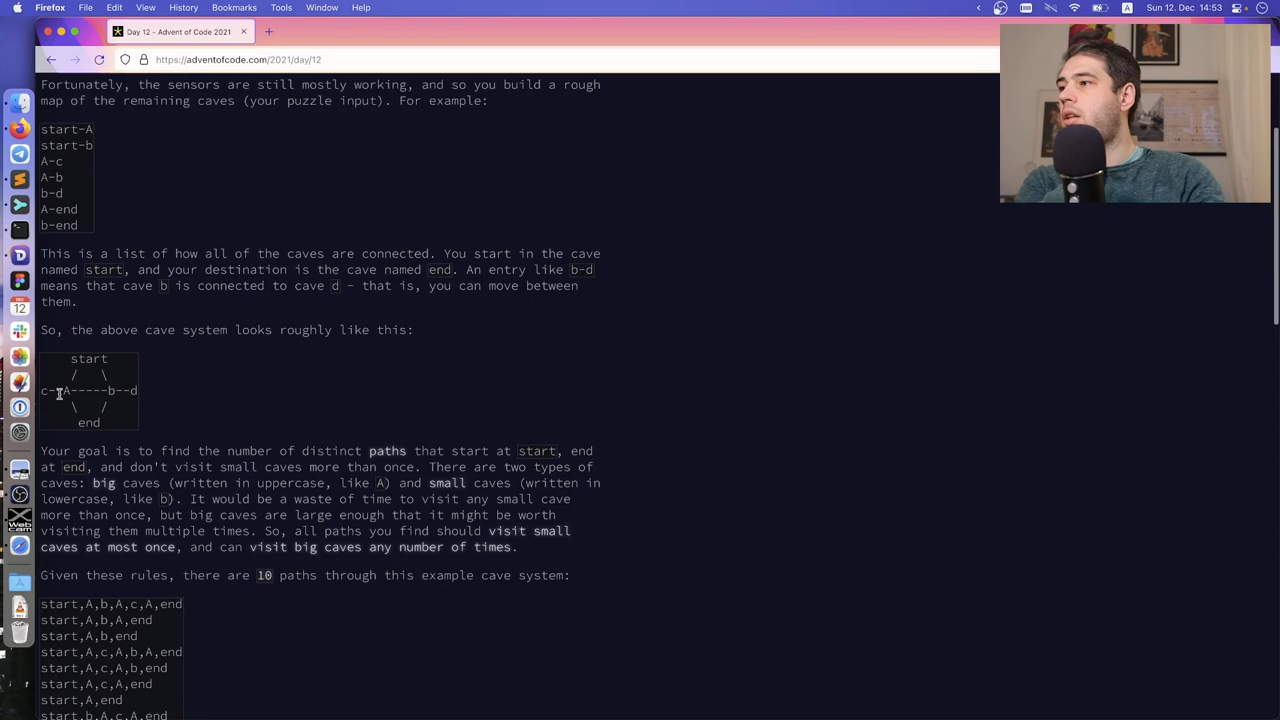 Firefox File Edit View History Bookmarks Tools Window Help
A Sun 12. Dec 14:53
Day 12 - Advent of Code 2021
https://adventofcode.com/2021/day/12
Fortunately, the sensors are still mostly working, and so you build a rough
map of the remaining caves (your puzzle input). For example:
start-A
start-b
A-c
A-b
b-d
A-end
b-end
This is a list of how all of the caves are connected. You start in the cave
named start, and your destination is the cave named end. An entry like b-d
means that cave b is connected to cave d - that is, you can move between
them.
So, the above cave system looks roughly like this:
start
/ \
c--A-----b--d
\ /
end
Your goal is to find the number of distinct paths that start at start, end
at end, and don't visit small caves more than once. There are two types of
caves: big caves (written in uppercase, like A) and small caves (written in
lowercase, like b). It would be a waste of time to visit any small cave
more than once, but big caves are large enough that it might be worth
visiting them multiple times. So, all paths you find should visit small
caves at most once, and can visit big caves any number of times.
Given these rules, there are 10 paths through this example cave system:
start,A,b,A,c,A,end
start,A,b,A,end
start,A,b,end
start,A,c,A,b,A,end
start,A,c,A,b,end
start,A,c,A,end
start,A,end
start,b,A,c,A,end
DEC
12
Web
cam